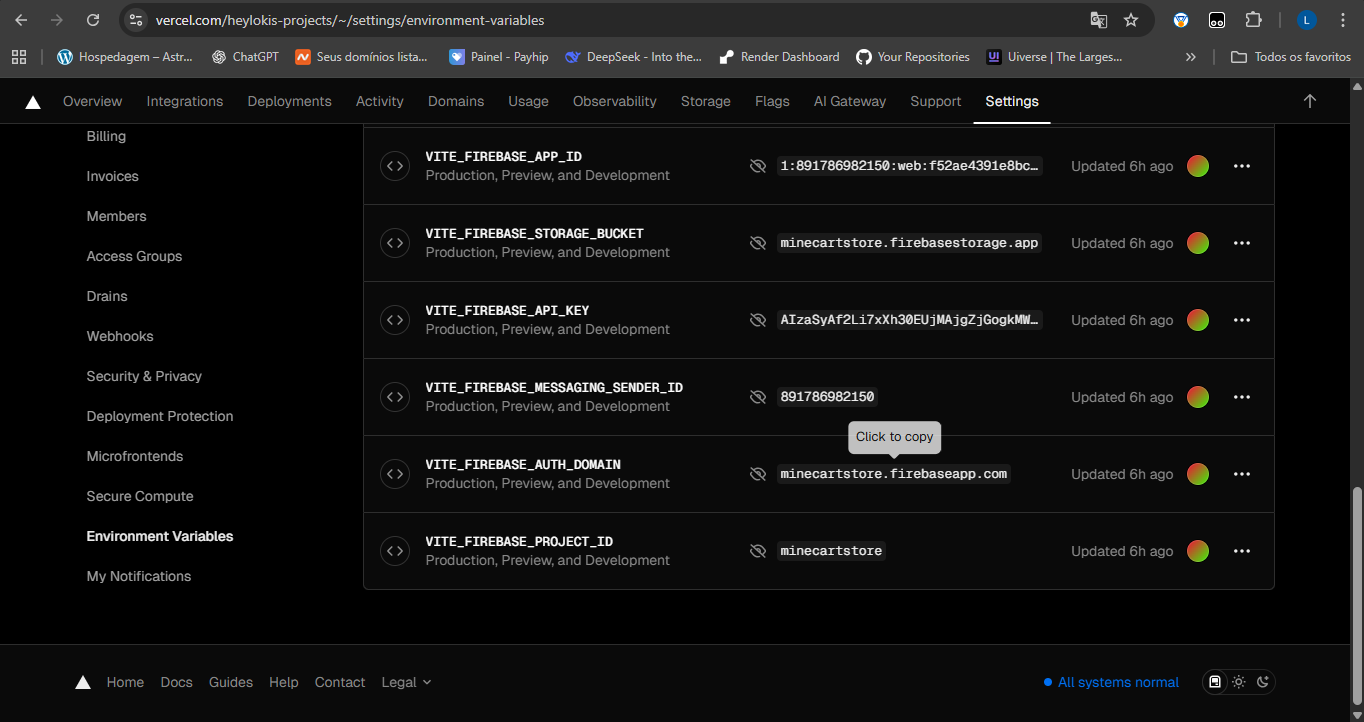 vercel.com/heylokis-projects/~/settings/environment-variables
L
Hospedagem – Astr...
ChatGPT
Seus domínios lista...
Painel - Payhip
DeepSeek - Into the...
Render Dashboard
Your Repositories
UI
Uiverse | The Larges...
Todos os favoritos
Overview
Integrations
Deployments
Activity
Domains
Usage
Observability
Storage
Flags
AI Gateway
Support
Settings
Billing
Invoices
Members
Access Groups
Drains
Webhooks
Security & Privacy
Deployment Protection
Microfrontends
Secure Compute
Environment Variables
My Notifications
VITE_FIREBASE_APP_ID
Production, Preview, and Development
1:891786982150:web:f52ae4391e8bc…
Updated 6h ago
VITE_FIREBASE_STORAGE_BUCKET
Production, Preview, and Development
minecartstore.firebasestorage.app
Updated 6h ago
VITE_FIREBASE_API_KEY
Production, Preview, and Development
AIzaSyAf2Li7xXh30EUjMAjgZjGogkMW…
Updated 6h ago
VITE_FIREBASE_MESSAGING_SENDER_ID
Production, Preview, and Development
891786982150
Updated 6h ago
Click to copy
VITE_FIREBASE_AUTH_DOMAIN
Production, Preview, and Development
minecartstore.firebaseapp.com
Updated 6h ago
VITE_FIREBASE_PROJECT_ID
Production, Preview, and Development
minecartstore
Updated 6h ago
Home
Docs
Guides
Help
Contact
Legal
All systems normal